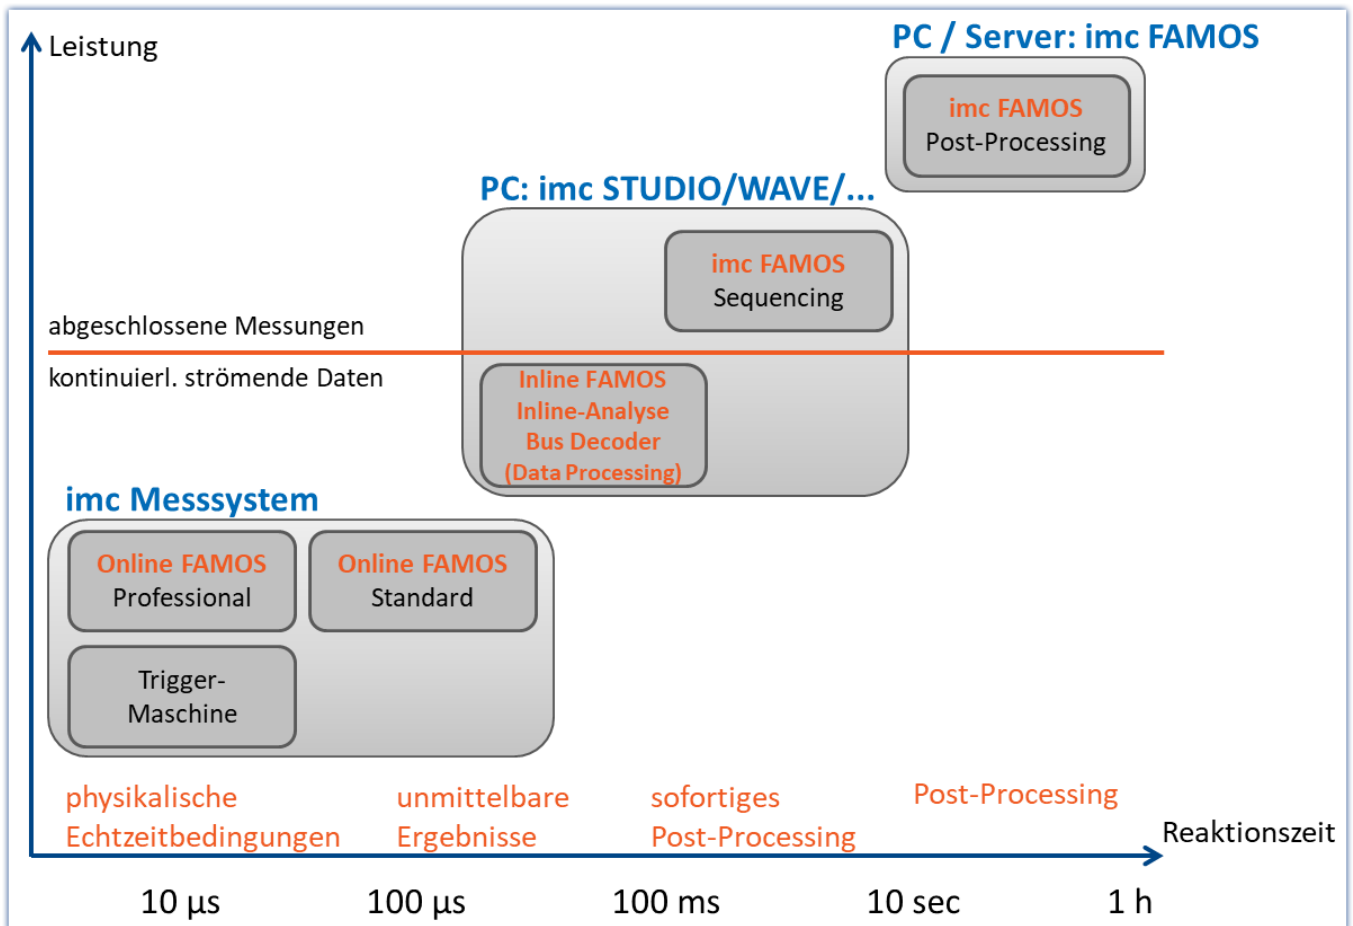 Leistung
PC / Server: imc FAMOS
imc FAMOS
Post-Processing
PC: imc STUDIO/WAVE/...
imc FAMOS
Sequencing
abgeschlossene Messungen
kontinuierl. strömende Daten
Inline FAMOS
Inline-Analyse
Bus Decoder
(Data Processing)
imc Messsystem
Online FAMOS
Professional
Online FAMOS
Standard
Trigger-
Maschine
physikalische
Echtzeitbedingungen
unmittelbare
Ergebnisse
sofortiges
Post-Processing
Post-Processing
Reaktionszeit
10 µs
100 µs
100 ms
10 sec
1 h